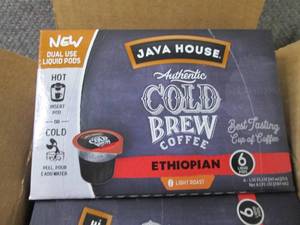 NEW
DUAL USE
LIQUID PODS
HOT
INSERT
POD
OR
COLD
PEEL, POUR
& ADD WATER
JAVA HOUSE
Authentic
COLD
BREW
COFFEE
Best Tasting
Cup of Coffee
ETHIOPIAN
LIGHT ROAST
6
6